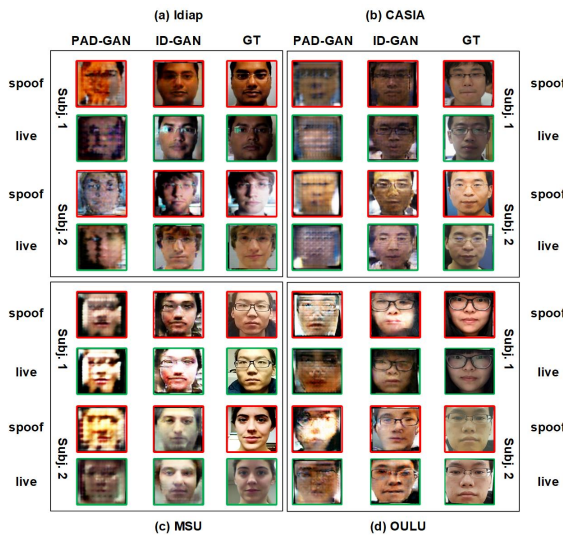 (a) Idiap
(b) CASIA
PAD-GAN ID-GAN GT
PAD-GAN ID-GAN GT
spoof
live
Subj. 1
Subj. 1
spoof
live
spoof
live
Subj. 2
Subj. 2
spoof
live
spoof
live
Subj. 1
Subj. 1
spoof
live
spoof
live
Subj. 2
Subj. 2
spoof
live
(c) MSU
(d) OULU